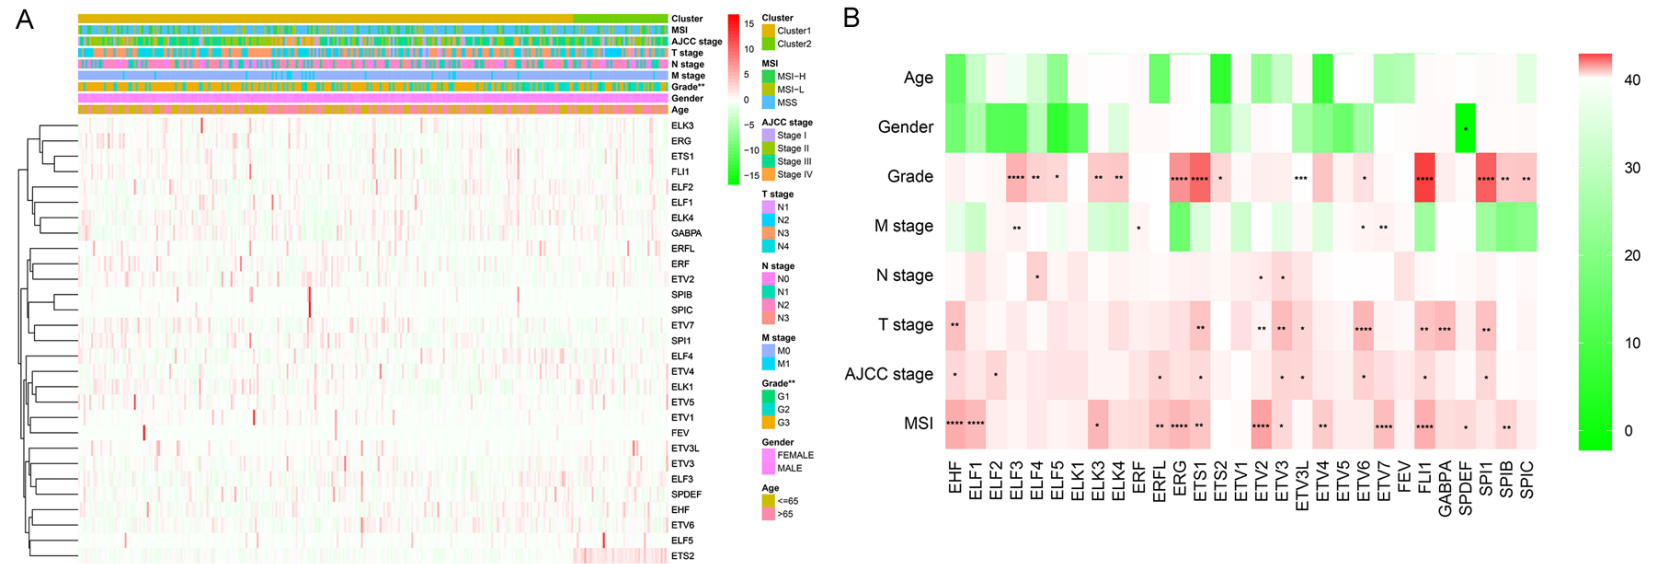 A
Cluster
MSI
AJCC stage
T stage
N stage
M stage
Grade**
Gender
Age
ELK3
ERG
ETS1
FLI1
ELF2
ELF1
ELK4
GABPA
ERFL
ERF
ETV2
SPIB
SPIC
ETV7
SPI1
ELF4
ETV4
ELK1
ETV5
ETV1
FEV
ETV3L
ETV3
ELF3
SPDEF
EHF
ETV6
ELF5
ETS2
15
10
5
0
−5
−10
−15
Cluster
Cluster1
Cluster2
MSI
MSI−H
MSI−L
MSS
AJCC stage
Stage I
Stage II
Stage III
Stage IV
T stage
N1
N2
N3
N4
N stage
N0
N1
N2
N3
M stage
M0
M1
Grade**
G1
G2
G3
Gender
FEMALE
MALE
Age
<=65
>65
B
Age
Gender *
Grade **** ** * ** ** **** **** * *** * **** **** ** **
M stage ** * * **
N stage * * *
T stage ** ** ** ** * **** ** *** **
AJCC stage * * * * * * * * *
MSI **** **** * ** **** ** **** * ** **** **** * **
EHF
ELF1
ELF2
ELF3
ELF4
ELF5
ELK1
ELK3
ELK4
ERF
ERFL
ERG
ETS1
ETS2
ETV1
ETV2
ETV3
ETV3L
ETV4
ETV5
ETV6
ETV7
FEV
FLI1
GABPA
SPDEF
SPI1
SPIB
SPIC
40
30
20
10
0